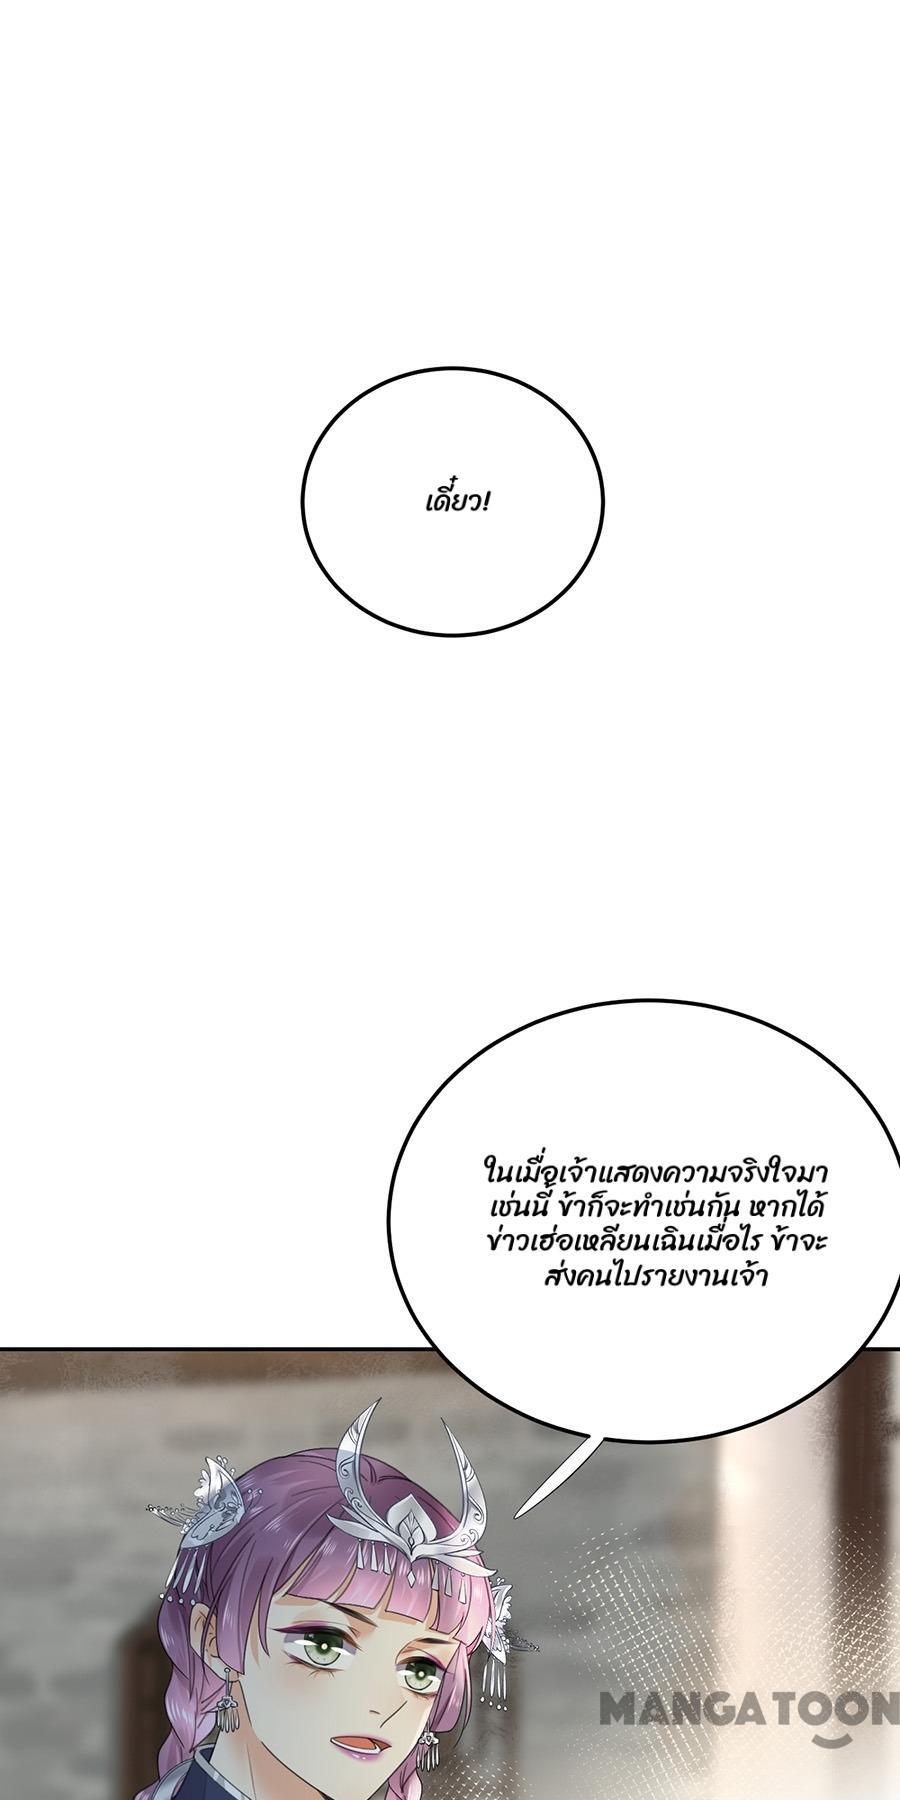 เดี๋ยว!
ในเมื่อเจ้าแสดงความจริงใจมา
เช่นนี้ ข้าก็จะทำเช่นกัน หากได้
ข่าวเฮ่อเหลียนเฉินเมื่อไร ข้าจะ
ส่งคนไปรายงานเจ้า
MANGATOON